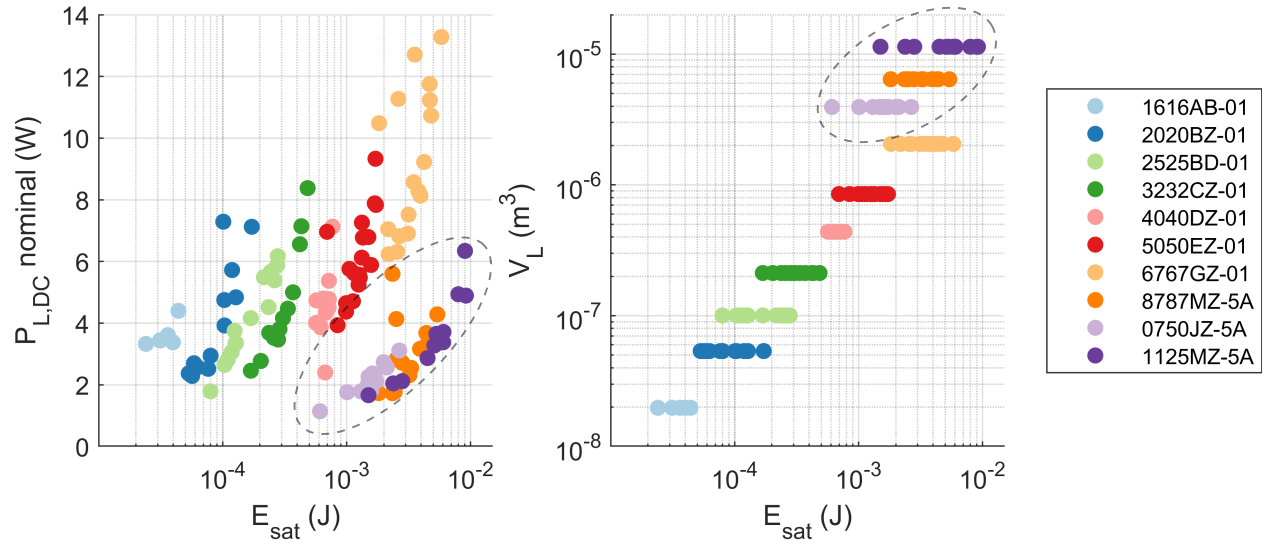 14
12
10
8
6
4
2
0
P_L,DC nominal (W)
10^-4
10^-3
10^-2
E_sat (J)
10^-5
10^-6
10^-7
10^-8
V_L (m^3)
10^-4
10^-3
10^-2
E_sat (J)
1616AB-01
2020BZ-01
2525BD-01
3232CZ-01
4040DZ-01
5050EZ-01
6767GZ-01
8787MZ-5A
0750JZ-5A
1125MZ-5A